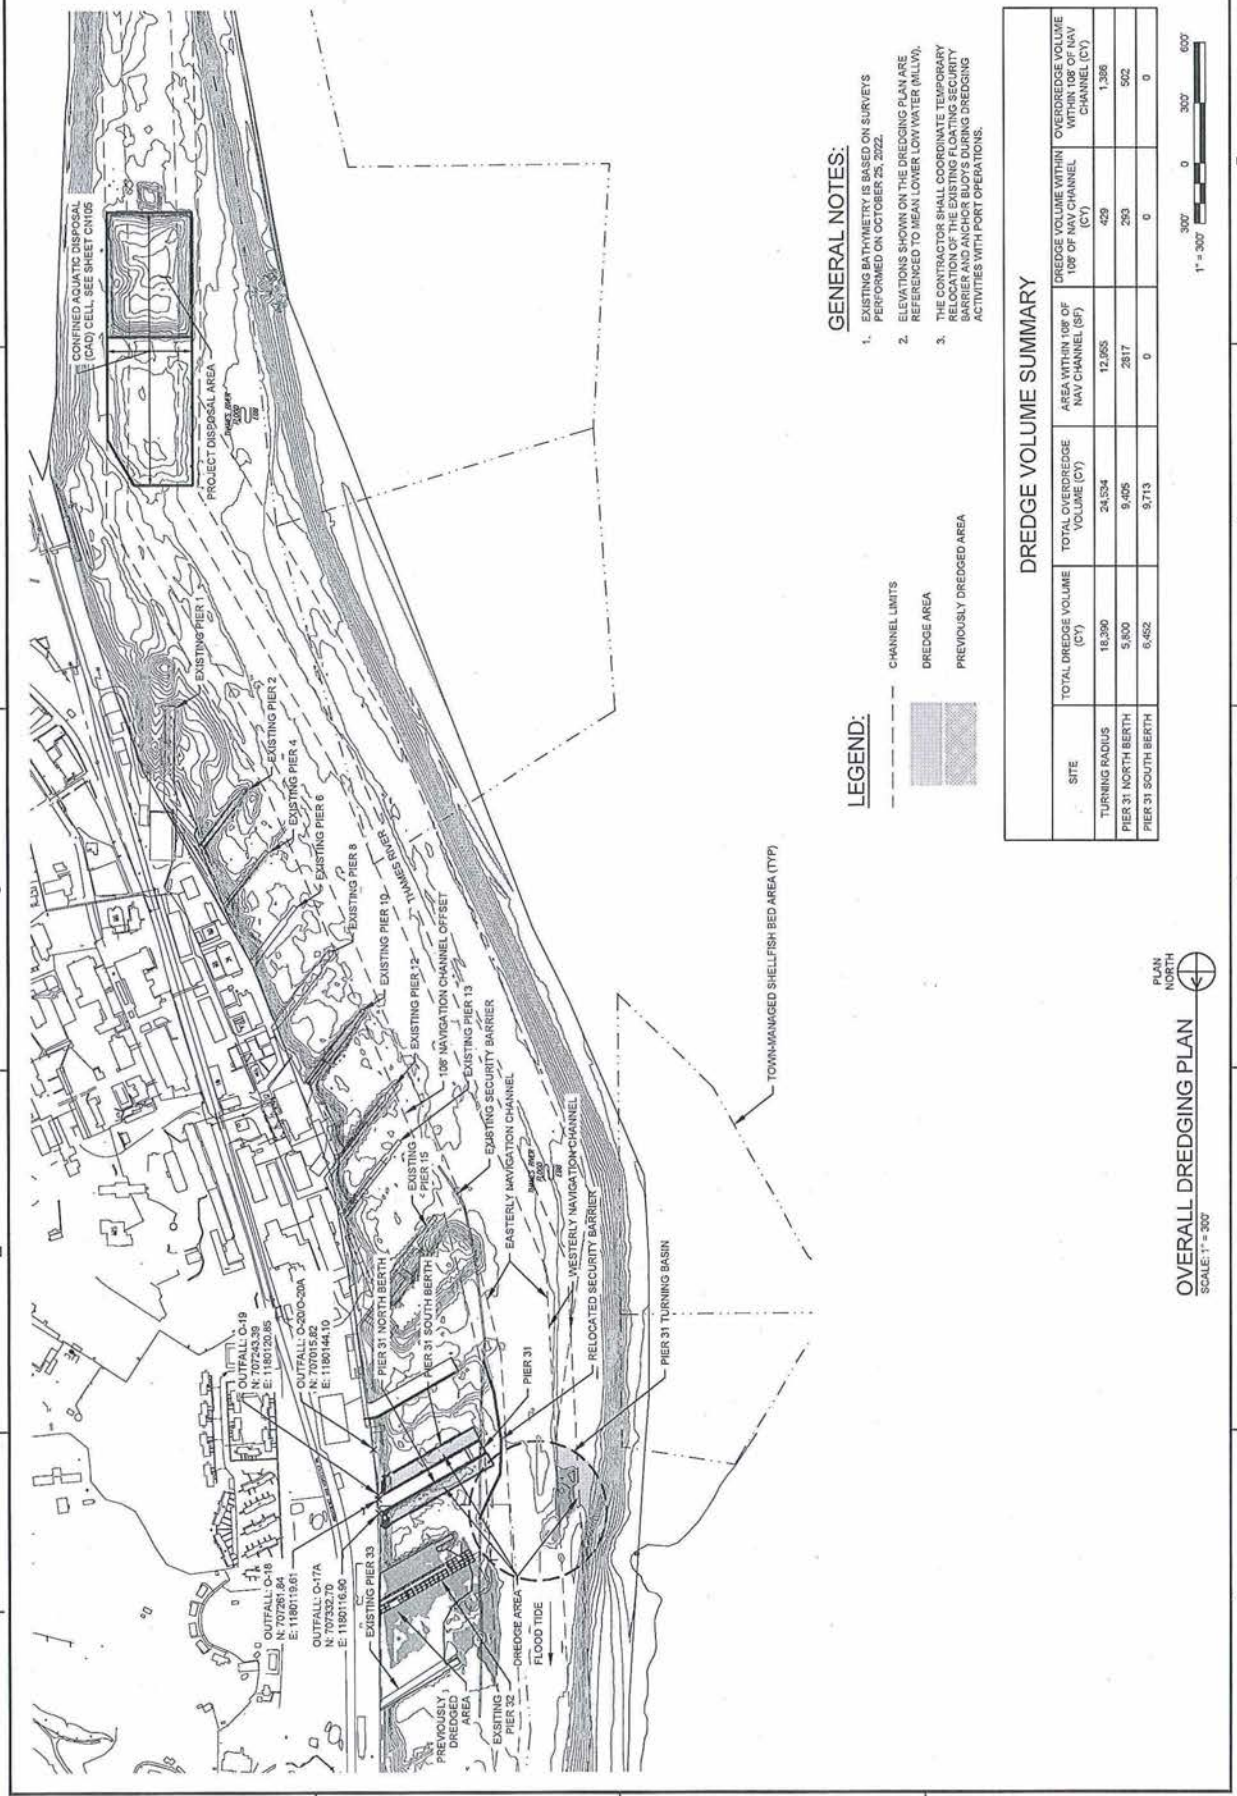 CONFINED AQUATIC DISPOSAL
(CAD) CELL, SEE SHEET CN105
PROJECT DISPOSAL AREA
THAMES RIVER
FLOOD
EBB
EXISTING PIER 1
EXISTING PIER 2
EXISTING PIER 4
EXISTING PIER 6
EXISTING PIER 8
EXISTING PIER 10
THAMES RIVER
EXISTING PIER 12
108' NAVIGATION CHANNEL OFFSET
EXISTING PIER 13
EXISTING SECURITY BARRIER
EXISTING
PIER 15
EASTERLY NAVIGATION CHANNEL
THAMES RIVER
FLOOD
EBB
WESTERLY NAVIGATION CHANNEL
RELOCATED SECURITY BARRIER
PIER 31 TURNING BASIN
TOWN-MANAGED SHELLFISH BED AREA (TYP)
PIER 31 NORTH BERTH
PIER 31 SOUTH BERTH
PIER 31
OUTFALL: O-19
N: 707243.39
E: 1180120.85
OUTFALL: O-20/O-20A
N: 707015.82
E: 1180144.10
OUTFALL: O-18
N: 707261.84
E: 1180119.61
OUTFALL: O-17A
N: 707332.70
E: 1180116.90
EXISTING PIER 33
PREVIOUSLY
DREDGED
AREA
EXSITING
PIER 32
DREDGE AREA
FLOOD TIDE
GENERAL NOTES:
1. EXISTING BATHYMETRY IS BASED ON SURVEYS
PERFORMED ON OCTOBER 25, 2022.
2. ELEVATIONS SHOWN ON THE DREDGING PLAN ARE
REFERENCED TO MEAN LOWER LOW WATER (MLLW).
3. THE CONTRACTOR SHALL COORDINATE TEMPORARY
RELOCATION OF THE EXISTING FLOATING SECURITY
BARRIER AND ANCHOR BUOYS DURING DREDGING
ACTIVITIES WITH PORT OPERATIONS.
LEGEND:
CHANNEL LIMITS
DREDGE AREA
PREVIOUSLY DREDGED AREA
DREDGE VOLUME SUMMARY
SITE
TOTAL DREDGE VOLUME
(CY)
TOTAL OVERDREDGE
VOLUME (CY)
AREA WITHIN 108' OF
NAV CHANNEL (SF)
DREDGE VOLUME WITHIN
108' OF NAV CHANNEL
(CY)
OVERDREDGE VOLUME
WITHIN 108' OF NAV
CHANNEL (CY)
TURNING RADIUS 18,390 24,534 12,955 429 1,386
PIER 31 NORTH BERTH 5,800 9,405 2817 293 502
PIER 31 SOUTH BERTH 6,452 9,713 0 0 0
OVERALL DREDGING PLAN
SCALE: 1" = 300'
PLAN
NORTH
300' 0 300' 600'
1" = 300'